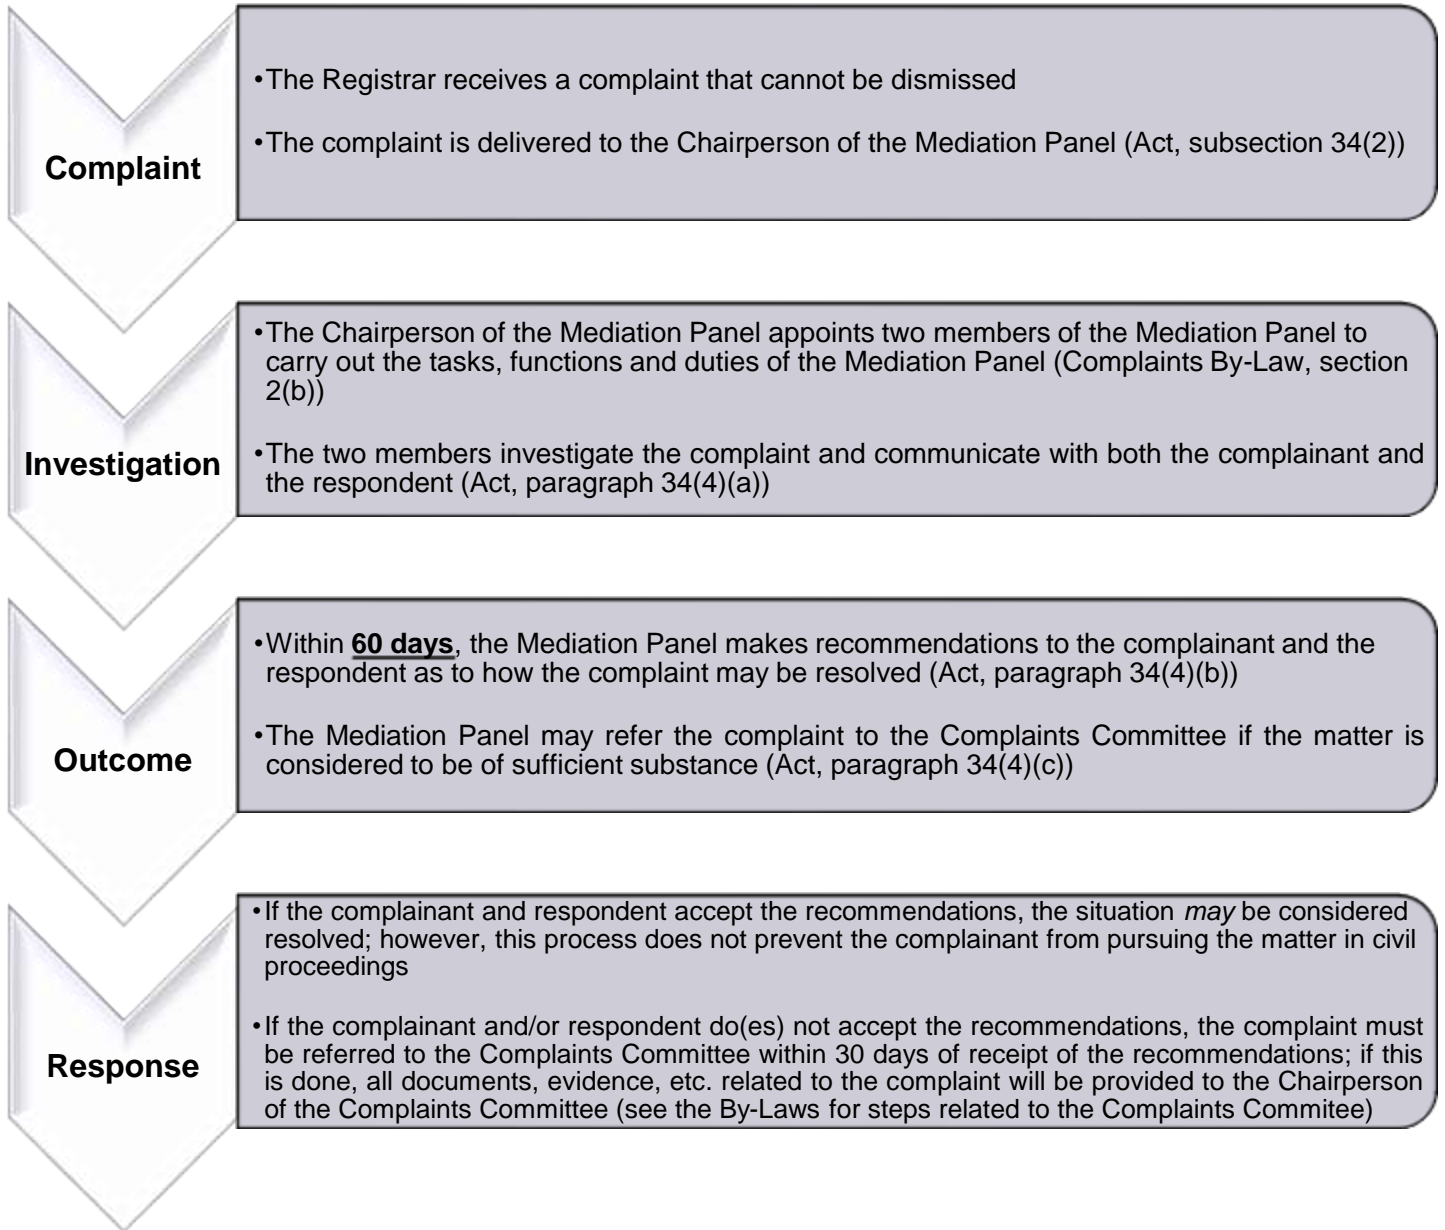 Complaint
•The Registrar receives a complaint that cannot be dismissed
•The complaint is delivered to the Chairperson of the Mediation Panel (Act, subsection 34(2))
Investigation
•The Chairperson of the Mediation Panel appoints two members of the Mediation Panel to
carry out the tasks, functions and duties of the Mediation Panel (Complaints By-Law, section
2(b))
•The two members investigate the complaint and communicate with both the complainant and
the respondent (Act, paragraph 34(4)(a))
Outcome
•Within 60 days, the Mediation Panel makes recommendations to the complainant and the
respondent as to how the complaint may be resolved (Act, paragraph 34(4)(b))
•The Mediation Panel may refer the complaint to the Complaints Committee if the matter is
considered to be of sufficient substance (Act, paragraph 34(4)(c))
Response
•If the complainant and respondent accept the recommendations, the situation may be considered
resolved; however, this process does not prevent the complainant from pursuing the matter in civil
proceedings
•If the complainant and/or respondent do(es) not accept the recommendations, the complaint must
be referred to the Complaints Committee within 30 days of receipt of the recommendations; if this
is done, all documents, evidence, etc. related to the complaint will be provided to the Chairperson
of the Complaints Committee (see the By-Laws for steps related to the Complaints Commitee)